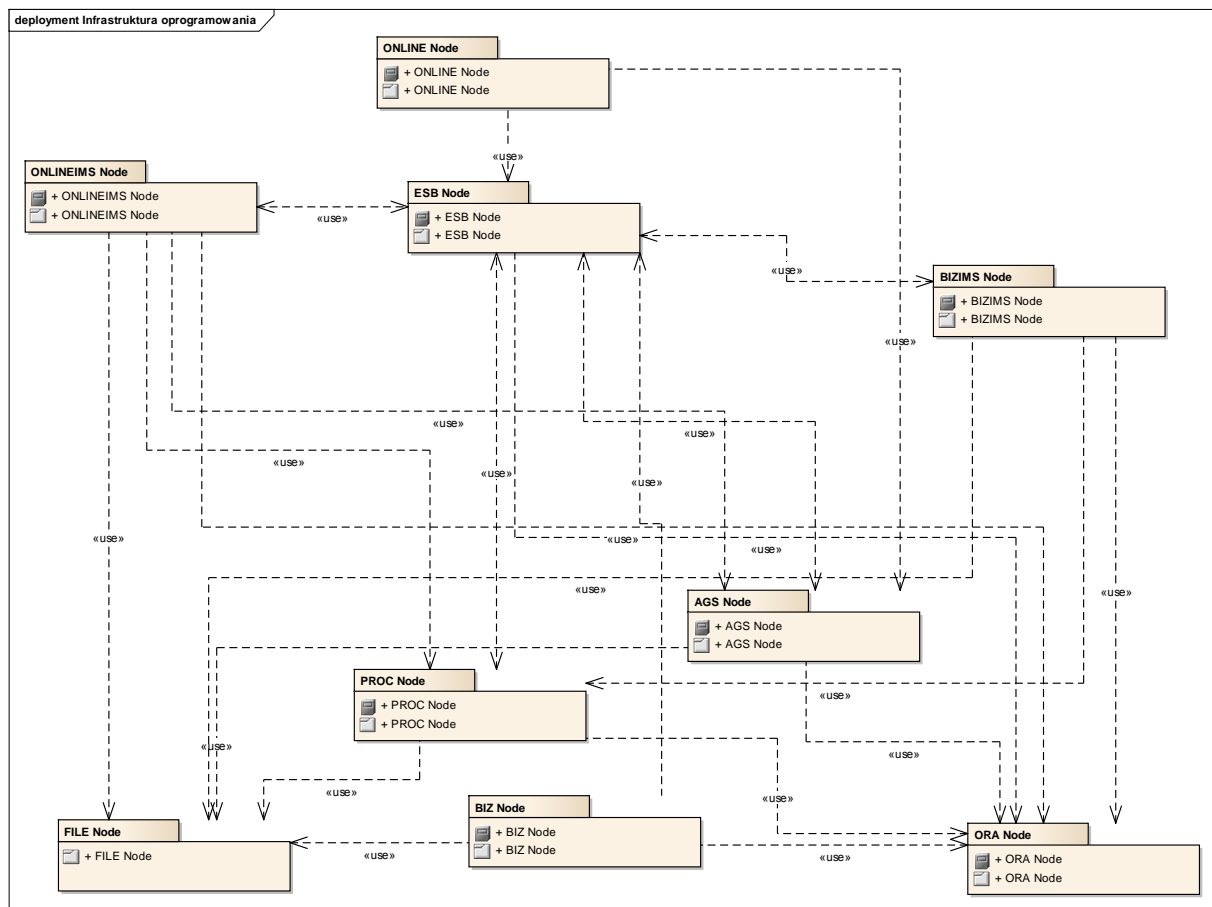 deployment Infrastruktura oprogramowania
ONLINE Node
+ ONLINE Node
+ ONLINE Node
«use»
ONLINEIMS Node
+ ONLINEIMS Node
+ ONLINEIMS Node
«use»
ESB Node
+ ESB Node
+ ESB Node
«use»
BIZIMS Node
+ BIZIMS Node
+ BIZIMS Node
«use»
«use»
«use»
«use»
«use»
«use»
«use»
«use»
«use»
«use»
«use»
AGS Node
+ AGS Node
+ AGS Node
PROC Node
+ PROC Node
+ PROC Node
«use»
«use»
«use»
«use»
«use»
BIZ Node
+ BIZ Node
+ BIZ Node
«use»
«use»
FILE Node
+ FILE Node
ORA Node
+ ORA Node
+ ORA Node